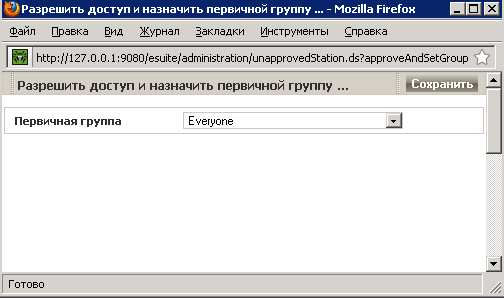 Разрешить доступ и назначить первичной группу ... - Mozilla Firefox
Файл Правка Вид Журнал Закладки Инструменты Справка
http://127.0.0.1:9080/esuite/administration/unapprovedStation.ds?approveAndSetGroup
Разрешить доступ и назначить первичной группу ... Сохранить
Первичная группа Everyone
Готово